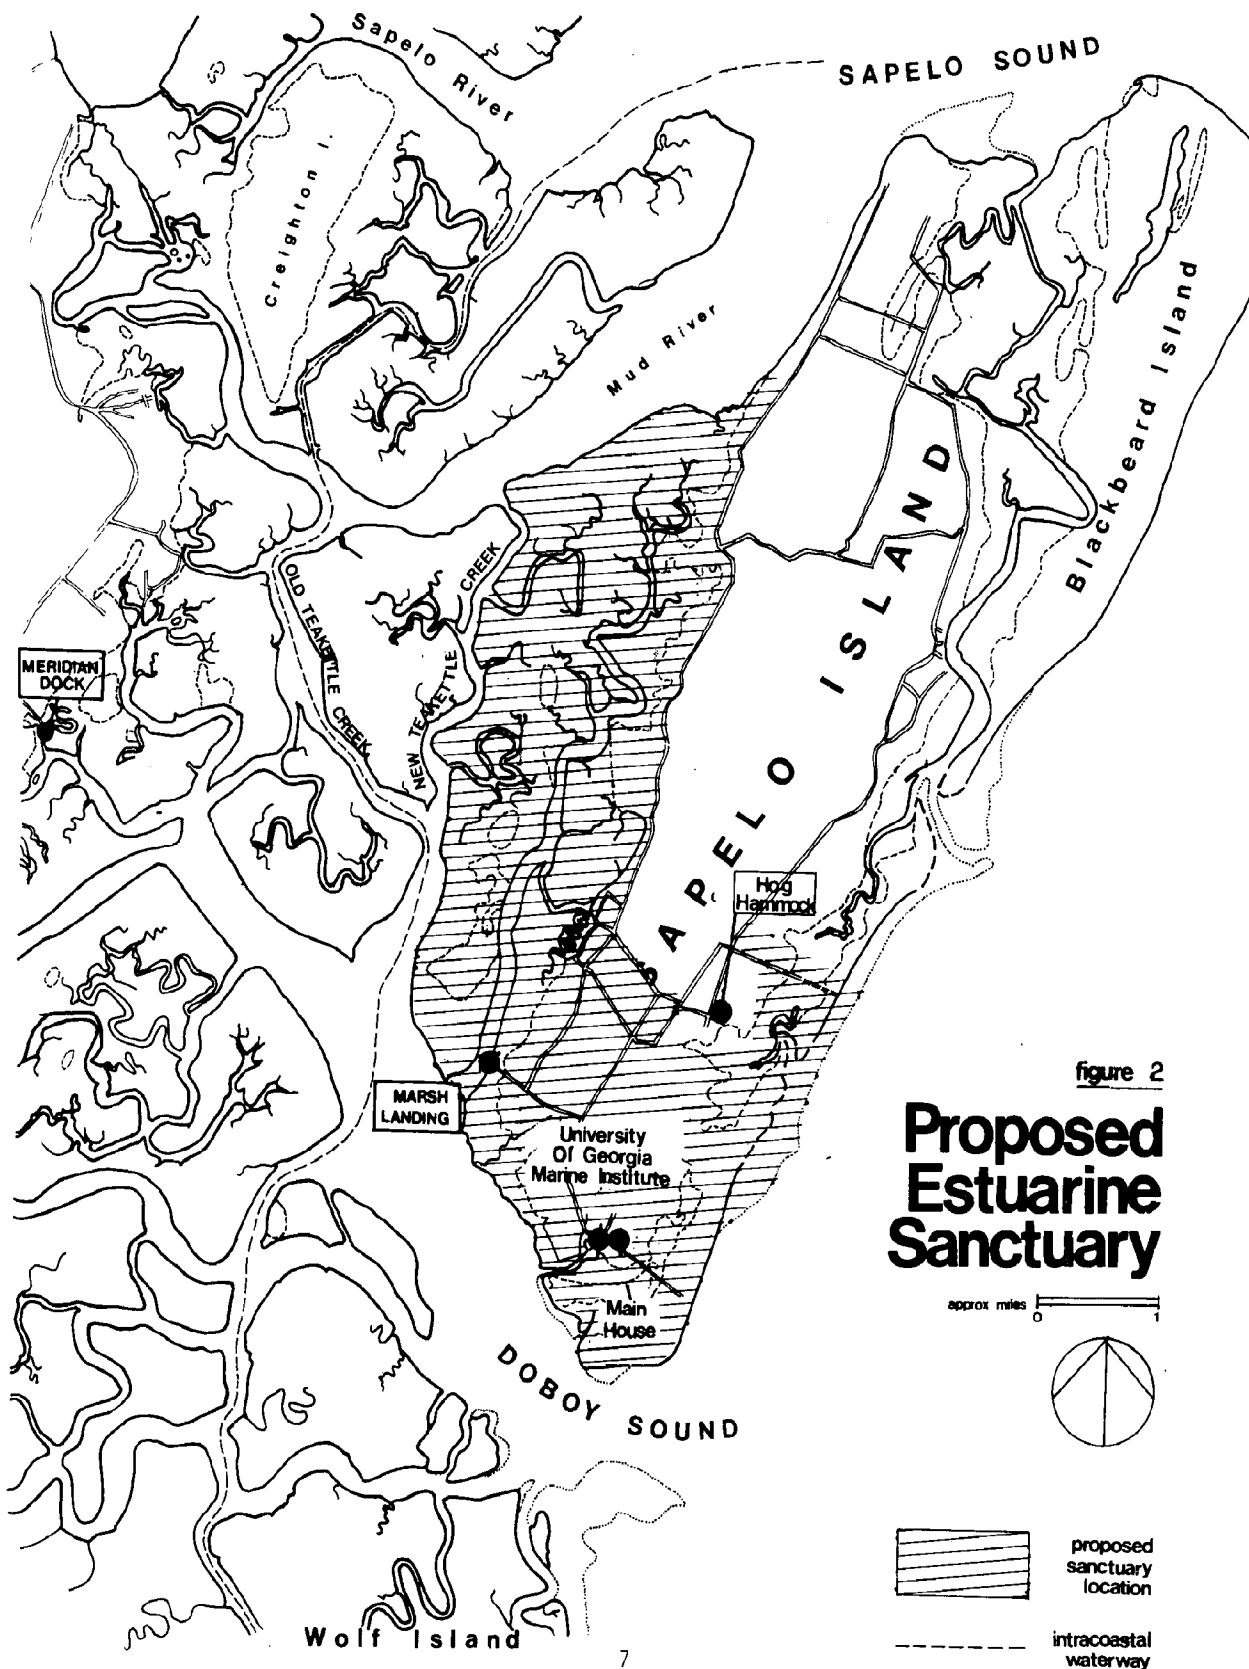 Sapelo River
SAPELO SOUND
Creighton I.
Mud River
Blackbeard Island
SAPELO ISLAND
OLD TEAKETTLE CREEK
NEW TEAKETTLE CREEK
MERIDIAN
DOCK
Hog
Hammock
MARSH
LANDING
University
Of Georgia
Marine Institute
Main
House
DOBOY SOUND
Wolf Island
figure 2
Proposed
Estuarine
Sanctuary
approx miles
0 1
proposed
sanctuary
location
intracoastal
waterway
7